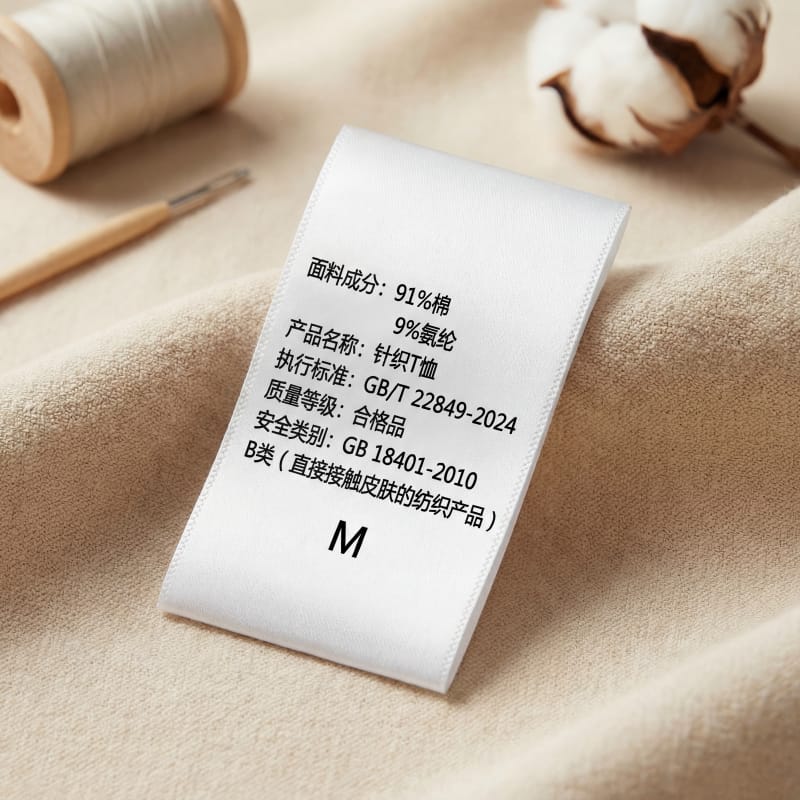 面料成分：91%棉
9%氨纶
产品名称：针织T恤
执行标准：GB/T 22849-2024
质量等级：合格品
安全类别：GB 18401-2010
B类（直接接触皮肤的纺织产品）
M